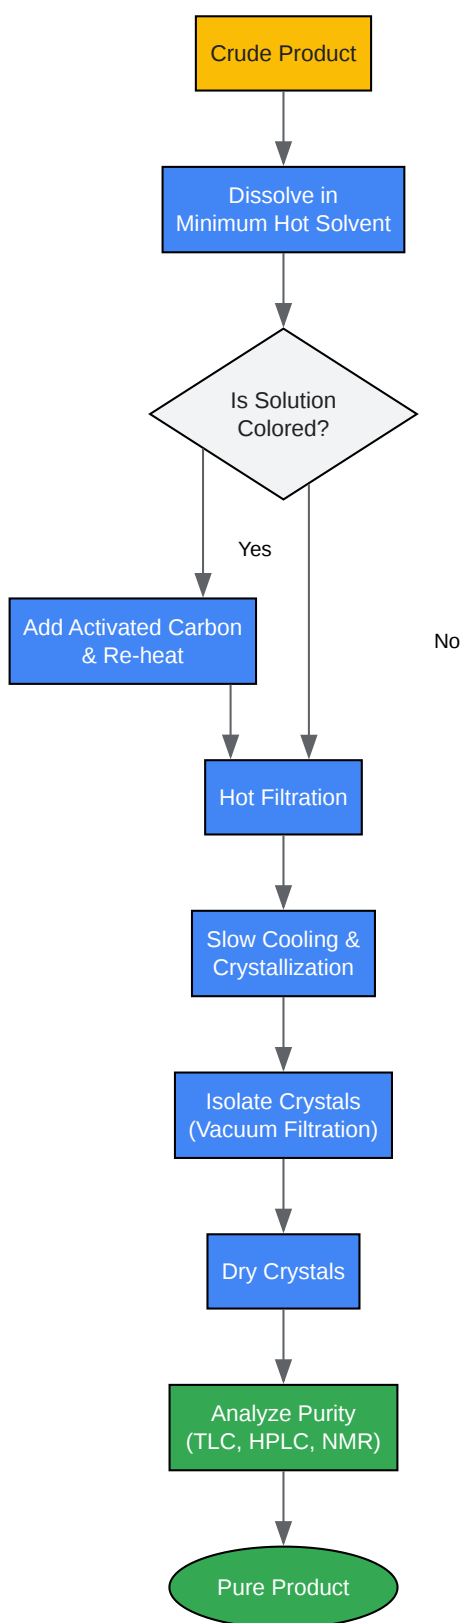 Crude Product
Dissolve in
Minimum Hot Solvent
Is Solution
Colored?
Yes
Add Activated Carbon
& Re-heat
No
Hot Filtration
Slow Cooling &
Crystallization
Isolate Crystals
(Vacuum Filtration)
Dry Crystals
Analyze Purity
(TLC, HPLC, NMR)
Pure Product